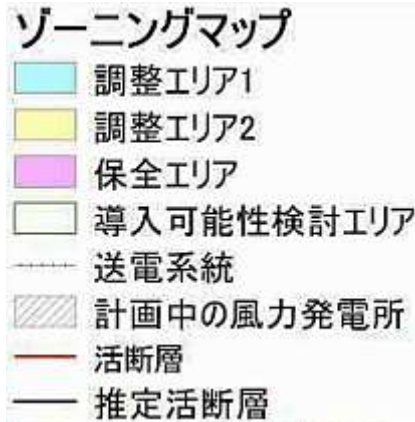 ゾーニングマップ
調整エリア1
調整エリア2
保全エリア
導入可能性検討エリア
送電系統
計画中の風力発電所
活断層
推定活断層